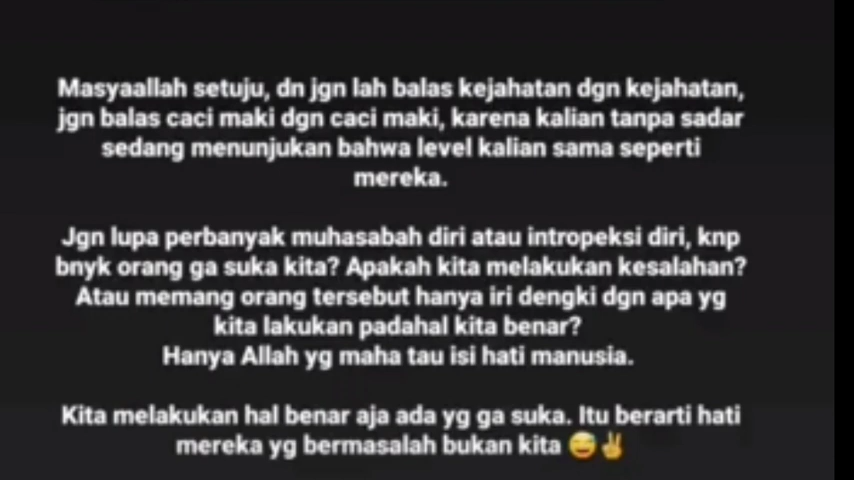 Masyaallah setuju, dn jgn lah balas kejahatan dgn kejahatan,
jgn balas caci maki dgn caci maki, karena kalian tanpa sadar
sedang menunjukan bahwa level kalian sama seperti
mereka.
Jgn lupa perbanyak muhasabah diri atau intropeksi diri, knp
bnyk orang ga suka kita? Apakah kita melakukan kesalahan?
Atau memang orang tersebut hanya iri dengki dgn apa yg
kita lakukan padahal kita benar?
Hanya Allah yg maha tau isi hati manusia.
Kita melakukan hal benar aja ada yg ga suka. Itu berarti hati
mereka yg bermasalah bukan kita 😅✌